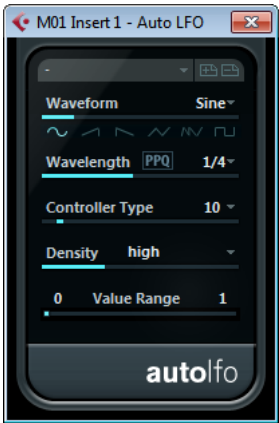 M01 Insert 1 - Auto LFO
-
Waveform Sine
Wavelength PPQ 1/4
Controller Type 10
Density high
0 Value Range 1
autolfo